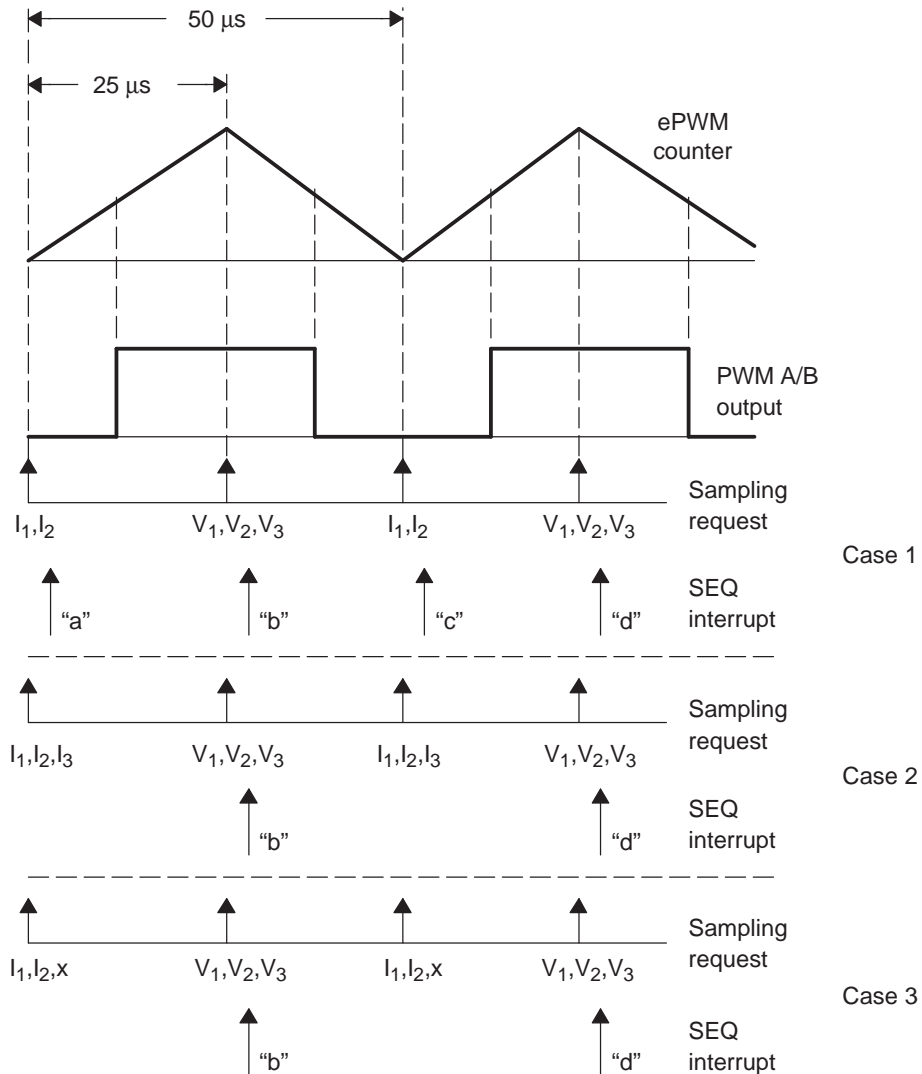 50 μs
25 μs
ePWM
counter
PWM A/B
output
Sampling
request
I1,I2 V1,V2,V3 I1,I2 V1,V2,V3
Case 1
SEQ
interrupt
“a” “b” “c” “d”
Sampling
request
I1,I2,I3 V1,V2,V3 I1,I2,I3 V1,V2,V3
Case 2
SEQ
interrupt
“b” “d”
Sampling
request
I1,I2,x V1,V2,V3 I1,I2,x V1,V2,V3
Case 3
SEQ
interrupt
“b” “d”